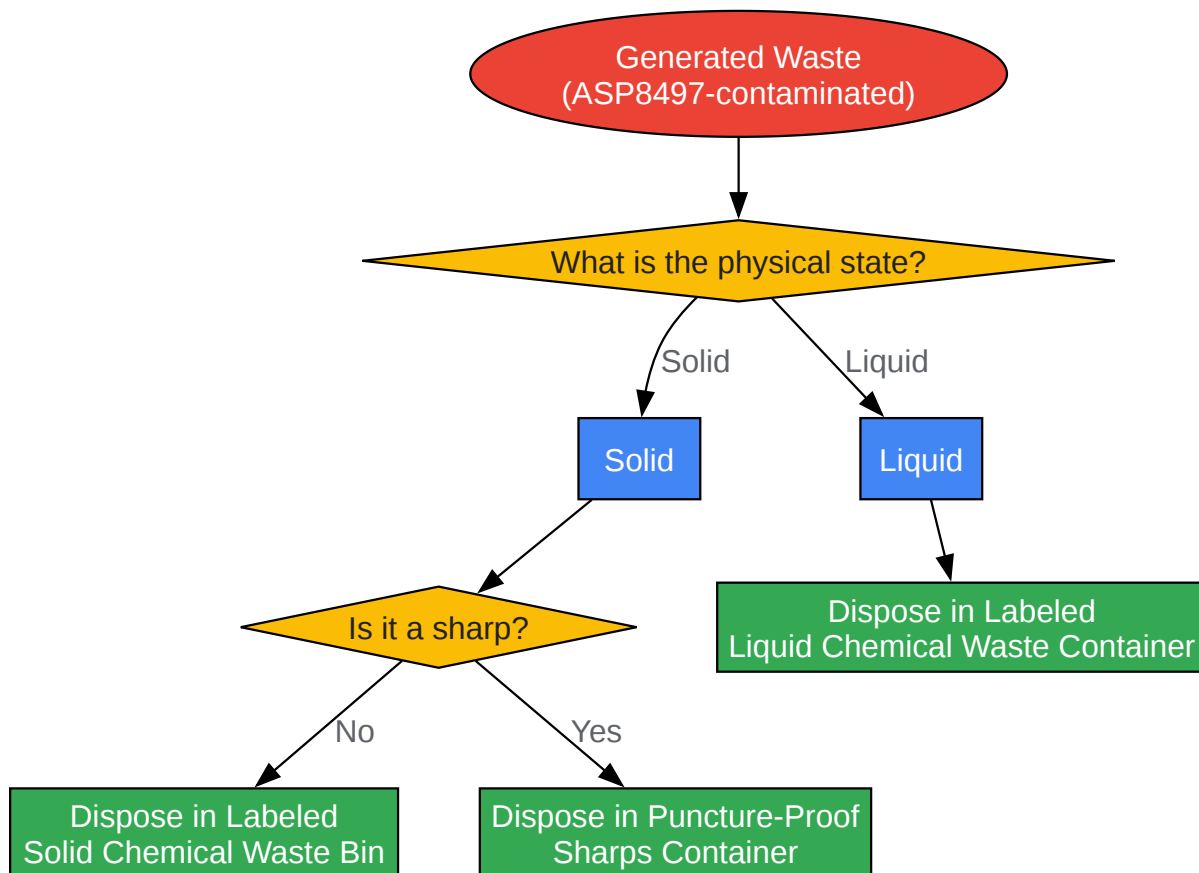 Generated Waste
(ASP8497-contaminated)
What is the physical state?
Solid
Liquid
Solid
Liquid
Is it a sharp?
Dispose in Labeled
Liquid Chemical Waste Container
No
Yes
Dispose in Labeled
Solid Chemical Waste Bin
Dispose in Puncture-Proof
Sharps Container